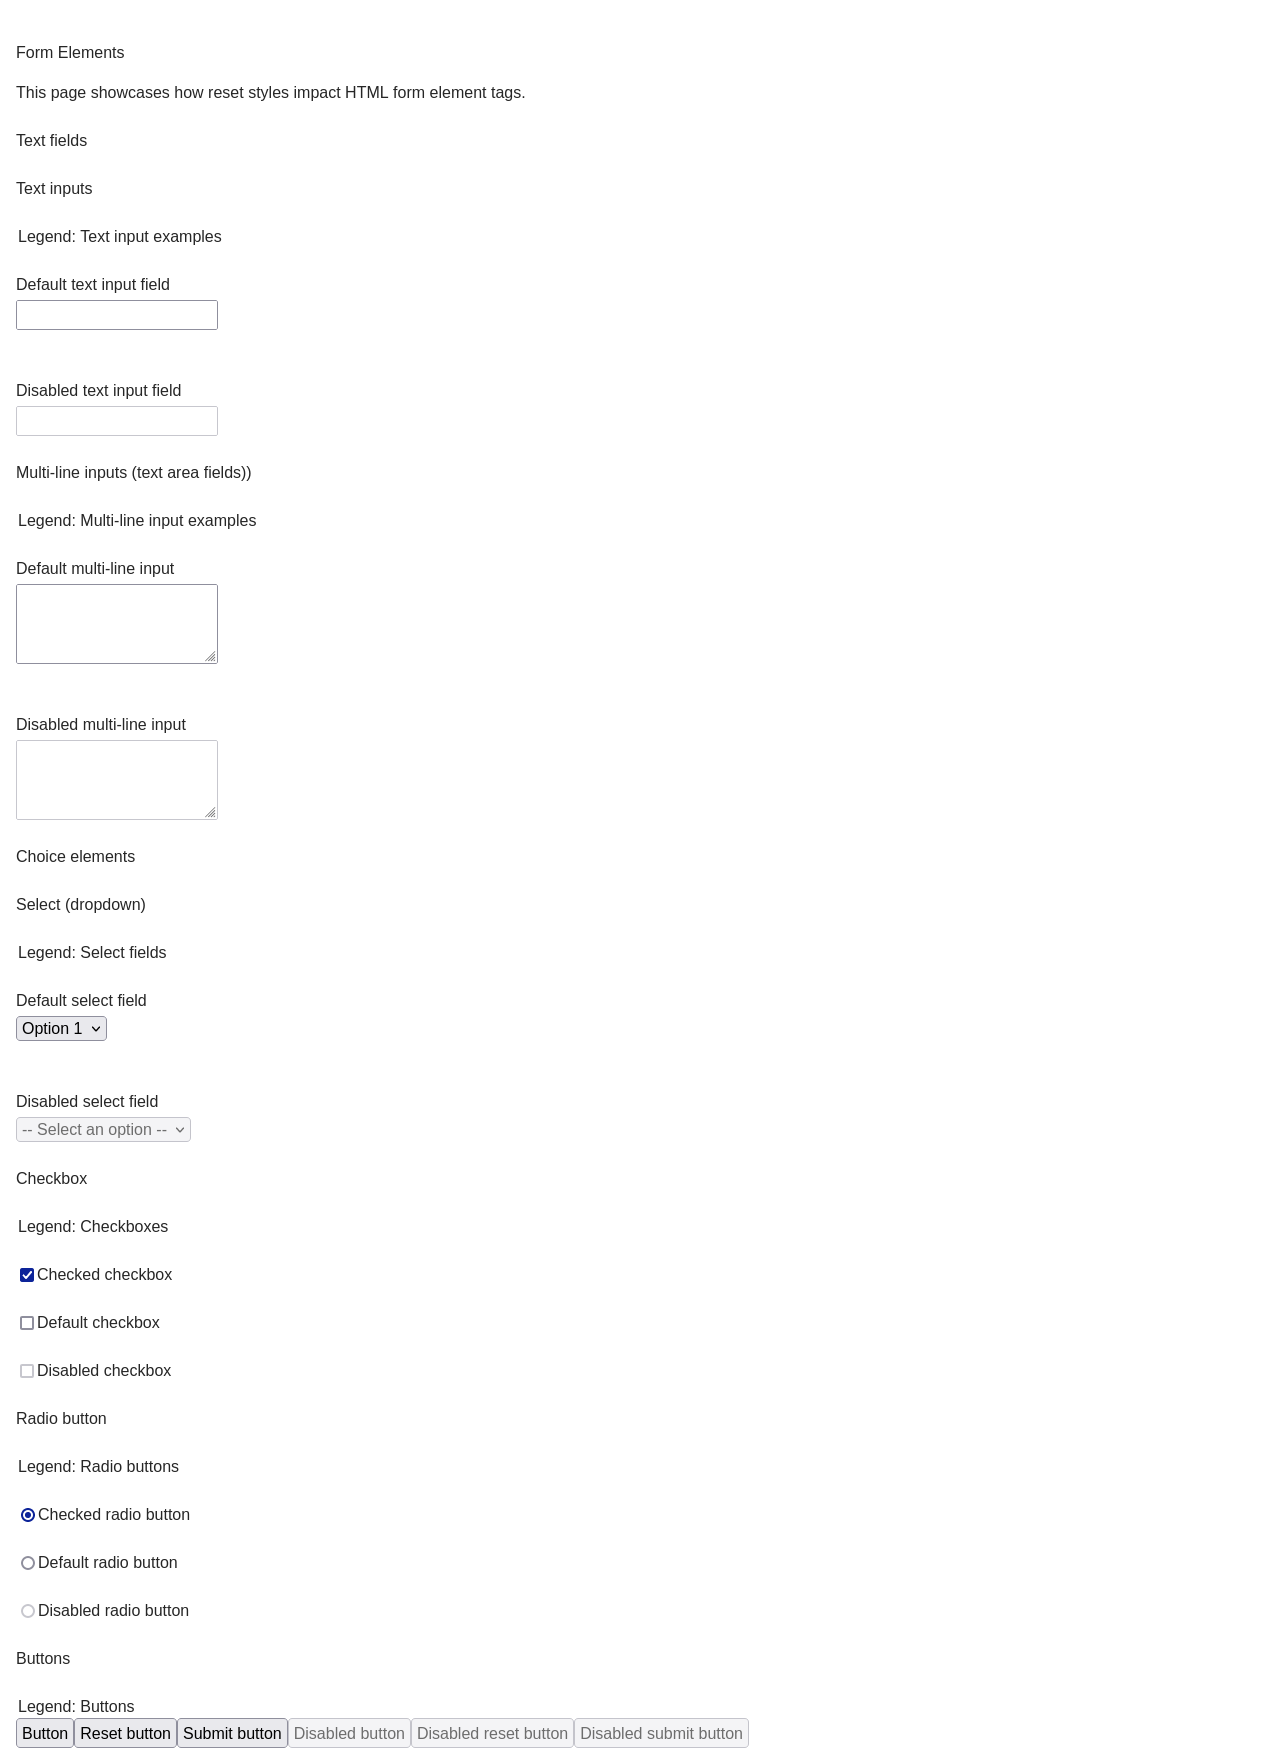 Form Elements
This page showcases how reset styles impact HTML form element tags.
Text fields
Text inputs
Legend: Text input examples
Default text input field
Disabled text input field
Multi-line inputs (text area fields))
Legend: Multi-line input examples
Default multi-line input
Disabled multi-line input
Choice elements
Select (dropdown)
Legend: Select fields
Default select field
Option 1
Disabled select field
-- Select an option --
Checkbox
Legend: Checkboxes
Checked checkbox
Default checkbox
Disabled checkbox
Radio button
Legend: Radio buttons
Checked radio button
Default radio button
Disabled radio button
Buttons
Legend: Buttons
Button Reset button Submit button Disabled button Disabled reset button Disabled submit button